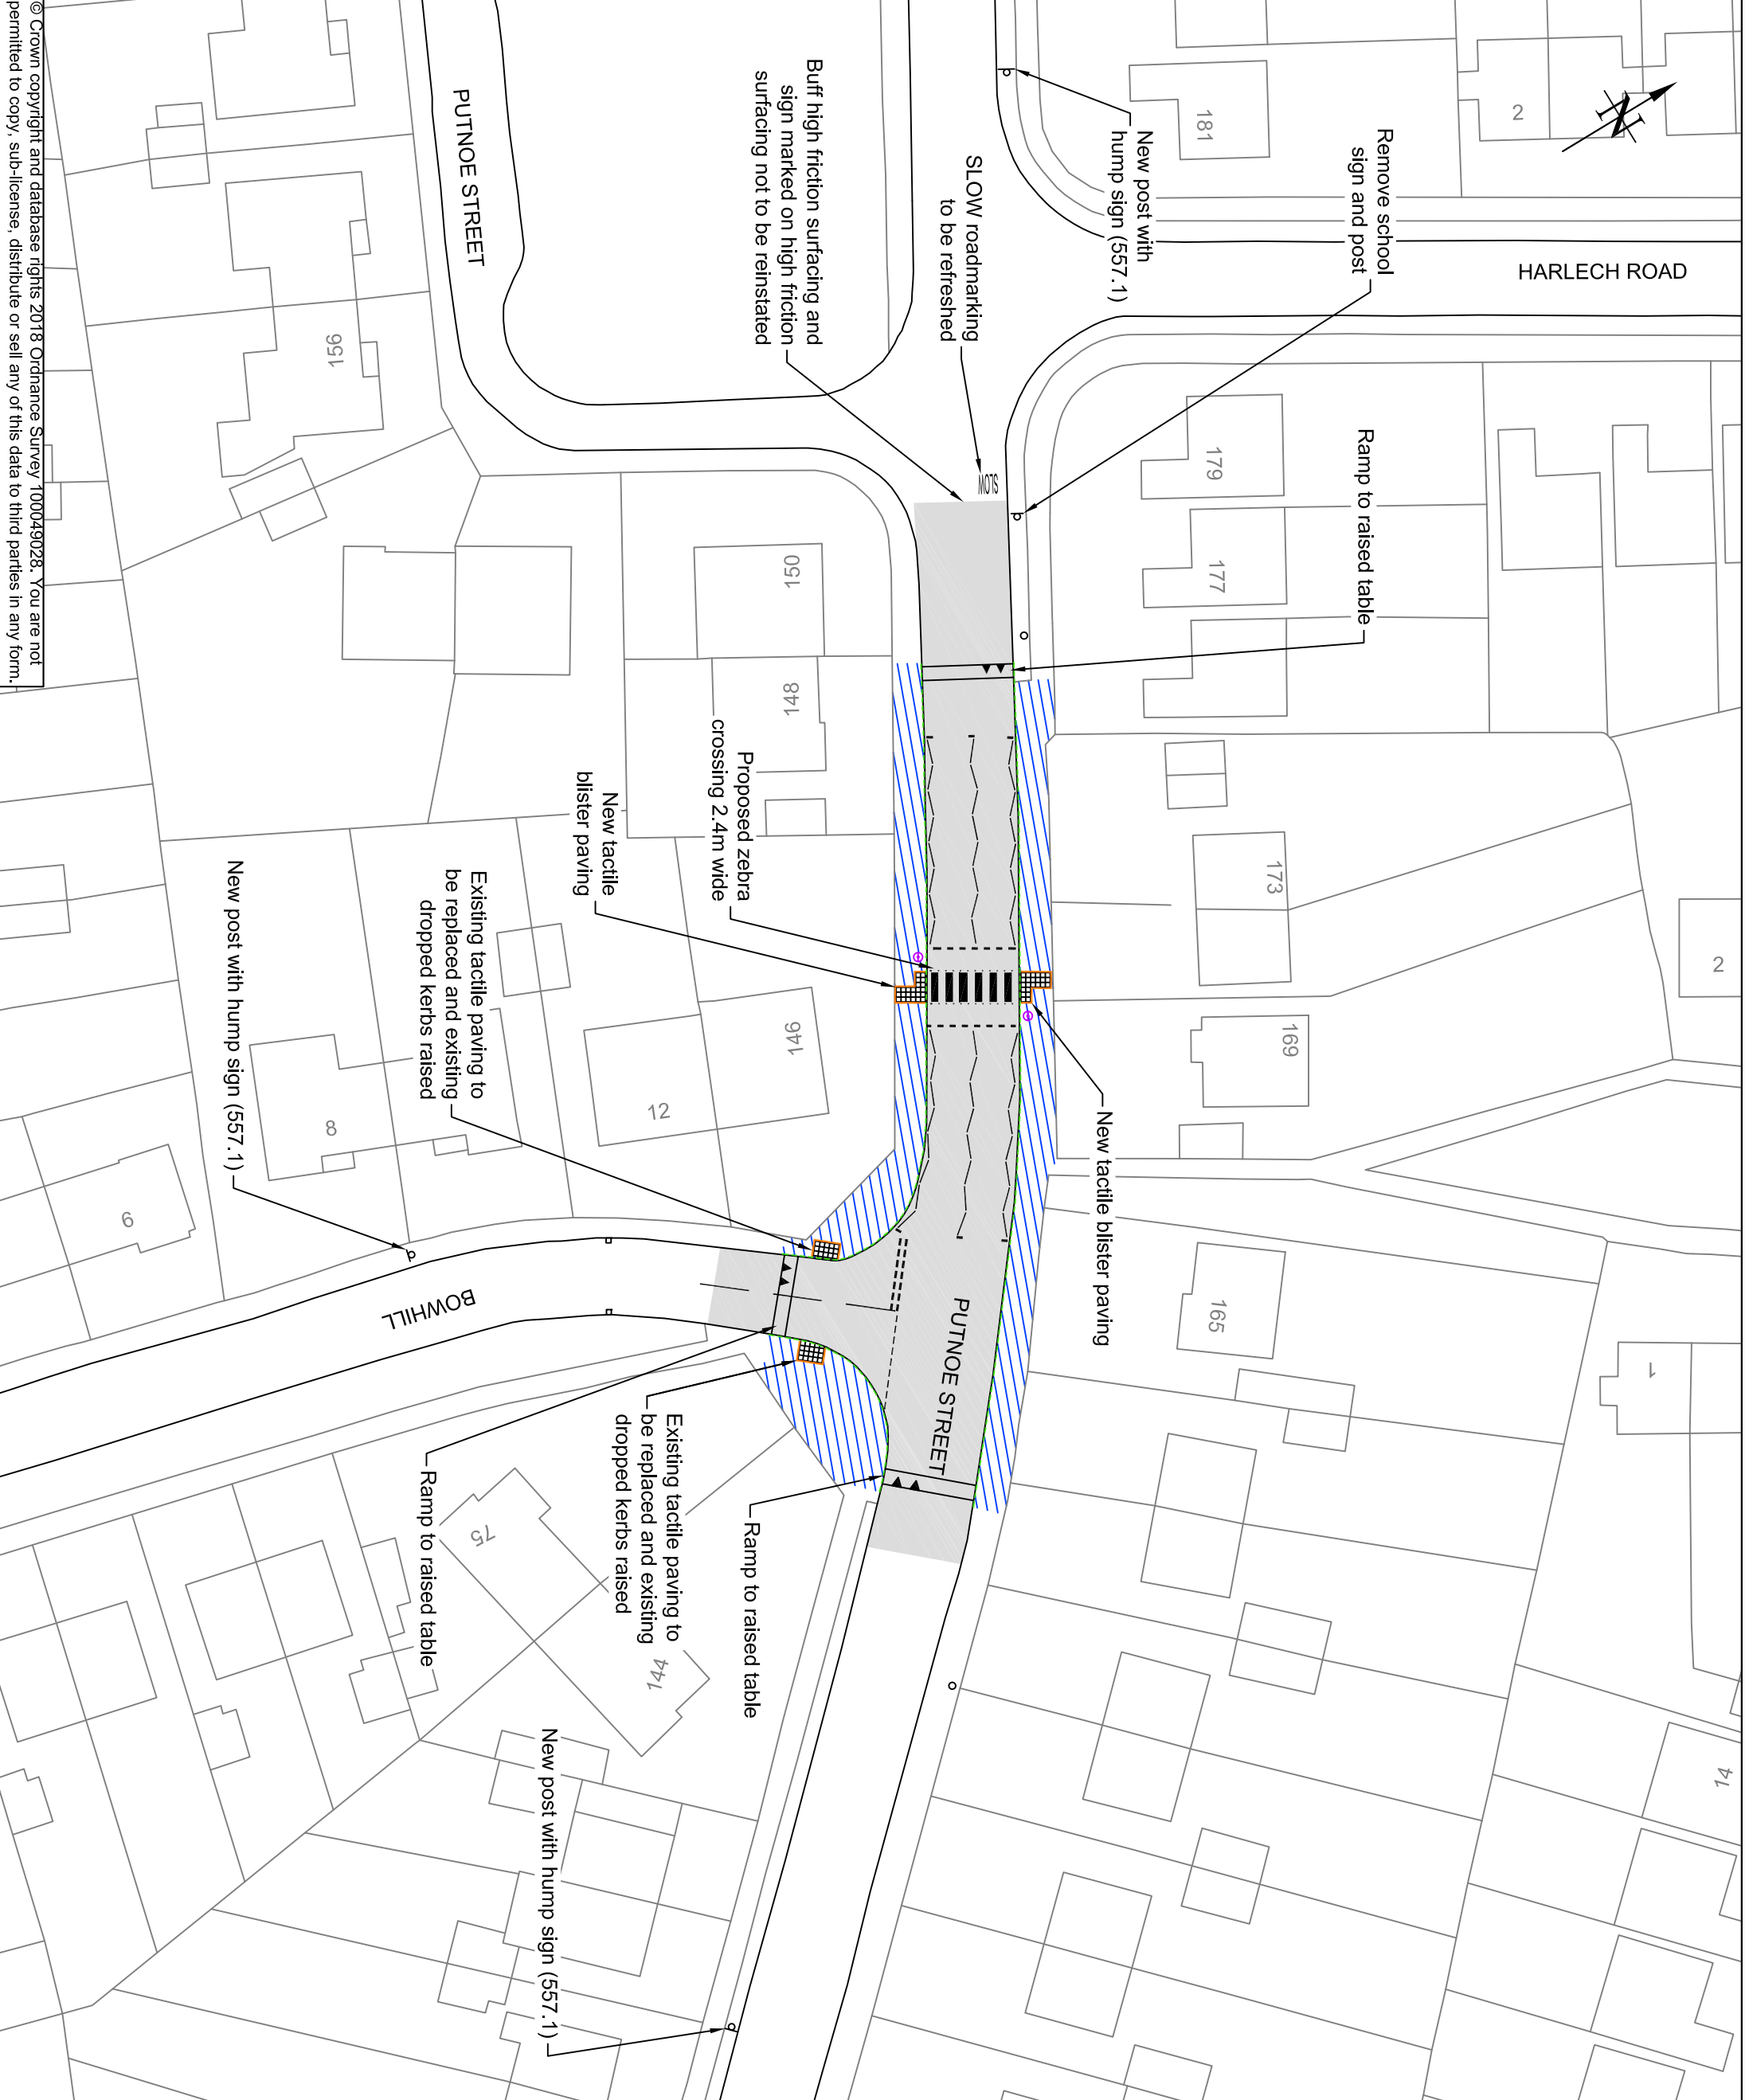 © Crown copyright and database rights 2018 Ordnance Survey 100049028. You are not
permitted to copy, sub-license, distribute or sell any of this data to third parties in any form.
PUTNOE STREET
Buff high friction surfacing and
sign marked on high friction
surfacing not to be reinstated
SLOW roadmarking
to be refreshed
New post with
hump sign (557.1)
Remove school
sign and post
N
HARLECH ROAD
2
181
156
SLOW
179
177
Ramp to raised table
150
148
Proposed zebra
crossing 2.4m wide
New tactile
blister paving
173
2
169
146
12
Existing tactile paving to
be replaced and existing
dropped kerbs raised
New post with hump sign (557.1)
8
6
New tactile blister paving
BOWHILL
PUTNOE STREET
165
1
Ramp to raised table
Existing tactile paving to
be replaced and existing
dropped kerbs raised
Ramp to raised table
75
144
14
New post with hump sign (557.1)